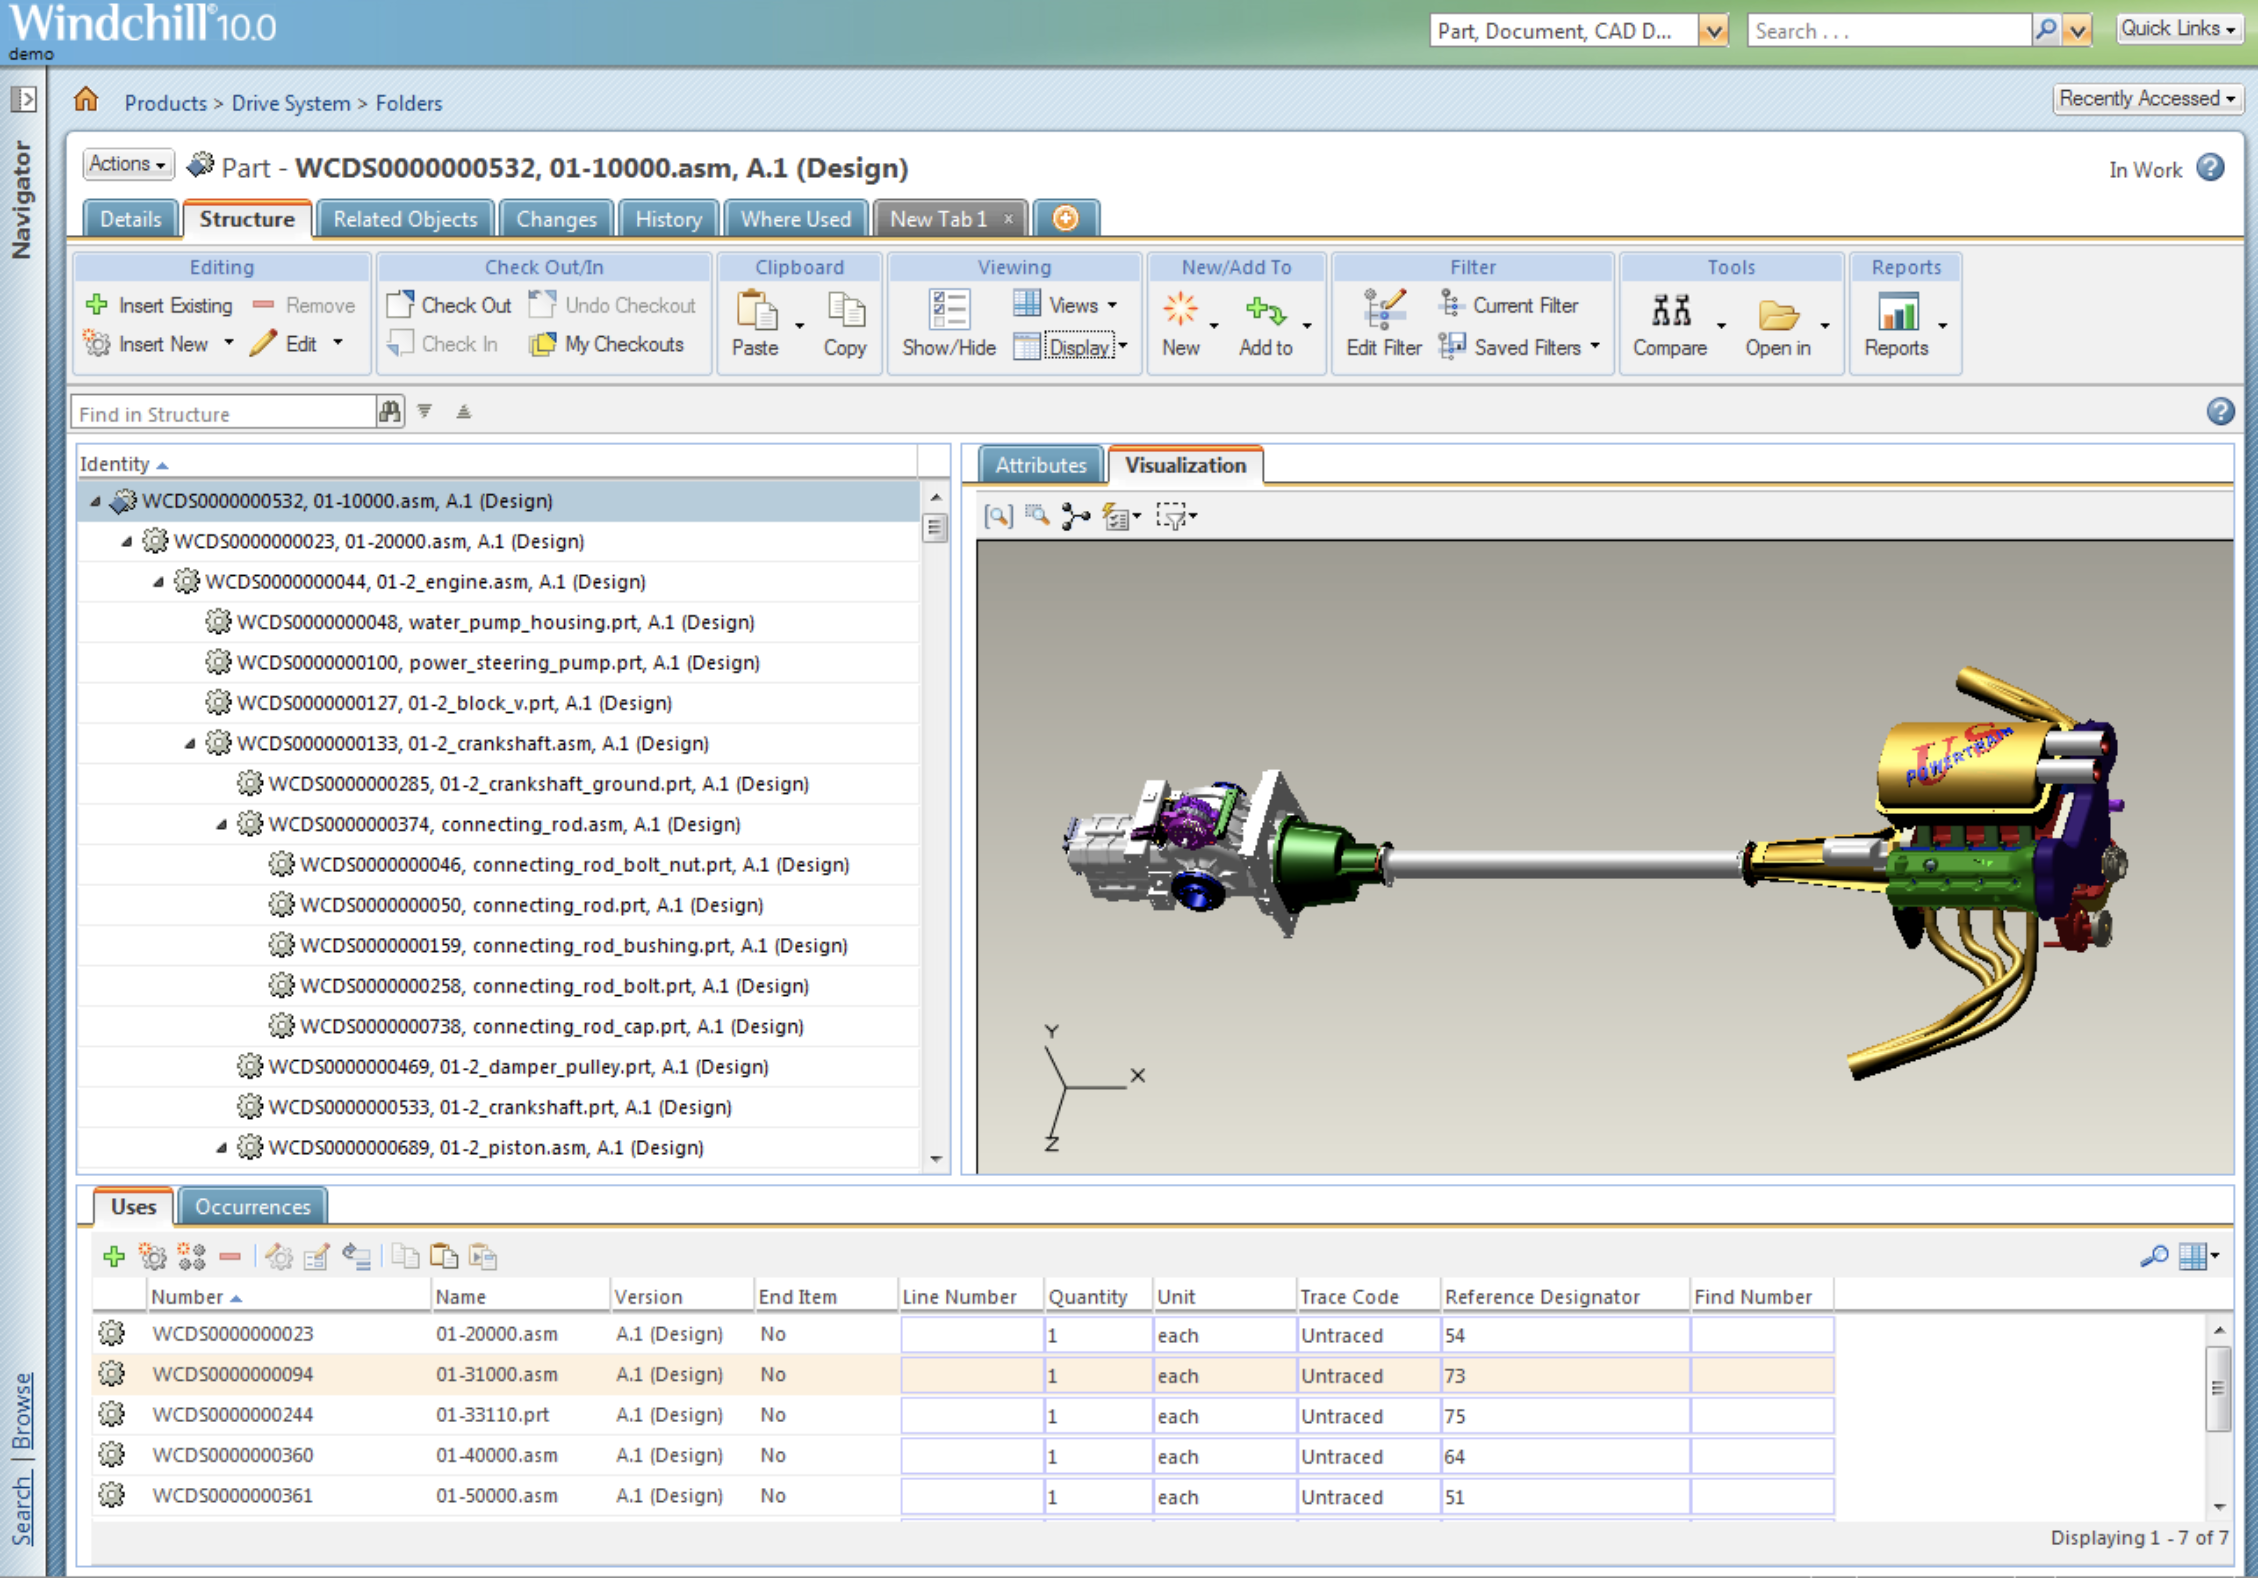 Windchill® 10.0
demo
Part, Document, CAD D...
Search . . .
Quick Links
Navigator
Search | Browse
Products > Drive System > Folders
Recently Accessed
Actions
Part - WCDS0000000532, 01-10000.asm, A.1 (Design)
In Work
Details Structure Related Objects Changes History Where Used New Tab 1 x
Editing Check Out/In Clipboard Viewing New/Add To Filter Tools Reports
Insert Existing Remove Check Out Undo Checkout Views Current Filter
Insert New Edit Check In My Checkouts Paste Copy Show/Hide Display New Add to Edit Filter Saved Filters Compare Open in Reports
Find in Structure
Identity
WCDS0000000532, 01-10000.asm, A.1 (Design)
WCDS0000000023, 01-20000.asm, A.1 (Design)
WCDS0000000044, 01-2_engine.asm, A.1 (Design)
WCDS0000000048, water_pump_housing.prt, A.1 (Design)
WCDS0000000100, power_steering_pump.prt, A.1 (Design)
WCDS0000000127, 01-2_block_v.prt, A.1 (Design)
WCDS0000000133, 01-2_crankshaft.asm, A.1 (Design)
WCDS0000000285, 01-2_crankshaft_ground.prt, A.1 (Design)
WCDS0000000374, connecting_rod.asm, A.1 (Design)
WCDS0000000046, connecting_rod_bolt_nut.prt, A.1 (Design)
WCDS0000000050, connecting_rod.prt, A.1 (Design)
WCDS0000000159, connecting_rod_bushing.prt, A.1 (Design)
WCDS0000000258, connecting_rod_bolt.prt, A.1 (Design)
WCDS0000000738, connecting_rod_cap.prt, A.1 (Design)
WCDS0000000469, 01-2_damper_pulley.prt, A.1 (Design)
WCDS0000000533, 01-2_crankshaft.prt, A.1 (Design)
WCDS0000000689, 01-2_piston.asm, A.1 (Design)
Attributes Visualization
US
POWERTRAIN
Y
X
Z
Uses Occurrences
Number Name Version End Item Line Number Quantity Unit Trace Code Reference Designator Find Number
WCDS0000000023 01-20000.asm A.1 (Design) No 1 each Untraced 54
WCDS0000000094 01-31000.asm A.1 (Design) No 1 each Untraced 73
WCDS0000000244 01-33110.prt A.1 (Design) No 1 each Untraced 75
WCDS0000000360 01-40000.asm A.1 (Design) No 1 each Untraced 64
WCDS0000000361 01-50000.asm A.1 (Design) No 1 each Untraced 51
Displaying 1 - 7 of 7